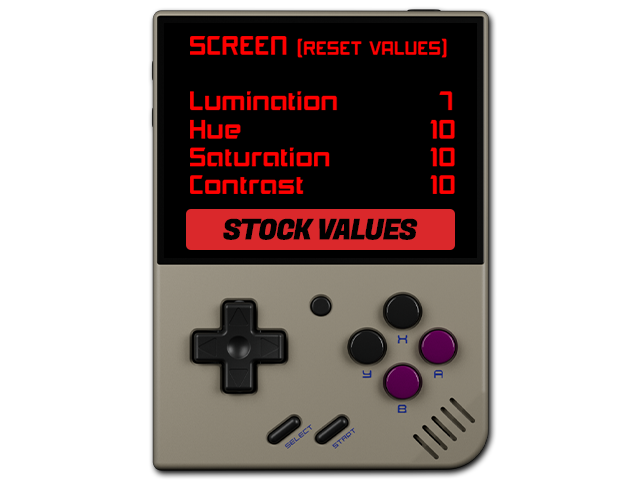 SCREEN [RESET VALUES]
Lumination 7
Hue 10
Saturation 10
Contrast 10
STOCK VALUES
X
Y A
B
SELECT START